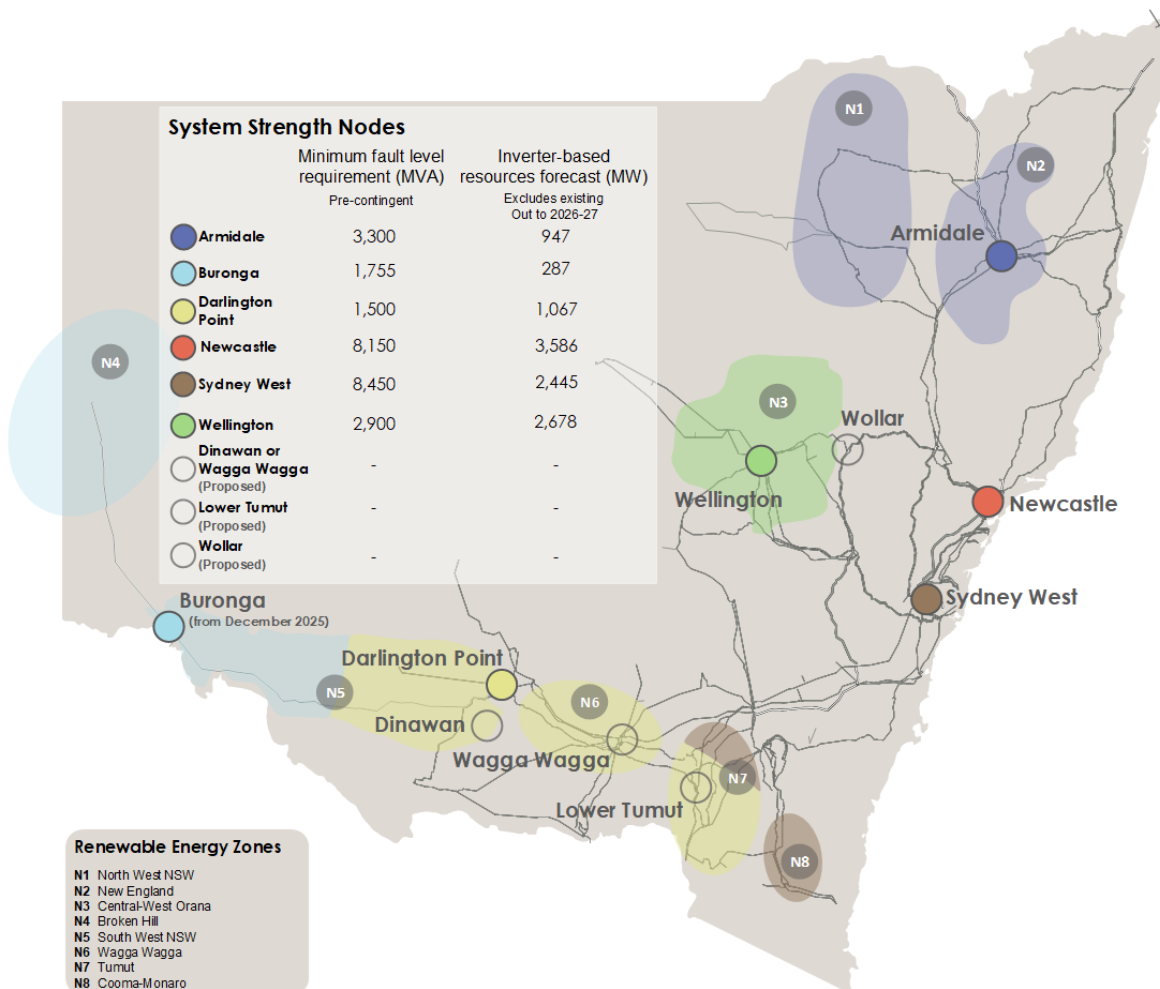 System Strength Nodes
Minimum fault level
requirement (MVA)
Pre-contingent
Inverter-based
resources forecast (MW)
Excludes existing
Out to 2026-27
Armidale 3,300 947
Buronga 1,755 287
Darlington
Point 1,500 1,067
Newcastle 8,150 3,586
Sydney West 8,450 2,445
Wellington 2,900 2,678
Dinawan or
Wagga Wagga - -
(Proposed)
Lower Tumut - -
(Proposed)
Wollar - -
(Proposed)
N1
N2
Armidale
N4
N3
Wollar
Wellington
Newcastle
Sydney West
Buronga
(from December 2025)
Darlington Point
N5
N6
Dinawan
Wagga Wagga
N7
Lower Tumut
N8
Renewable Energy Zones
N1 North West NSW
N2 New England
N3 Central-West Orana
N4 Broken Hill
N5 South West NSW
N6 Wagga Wagga
N7 Tumut
N8 Cooma-Monaro